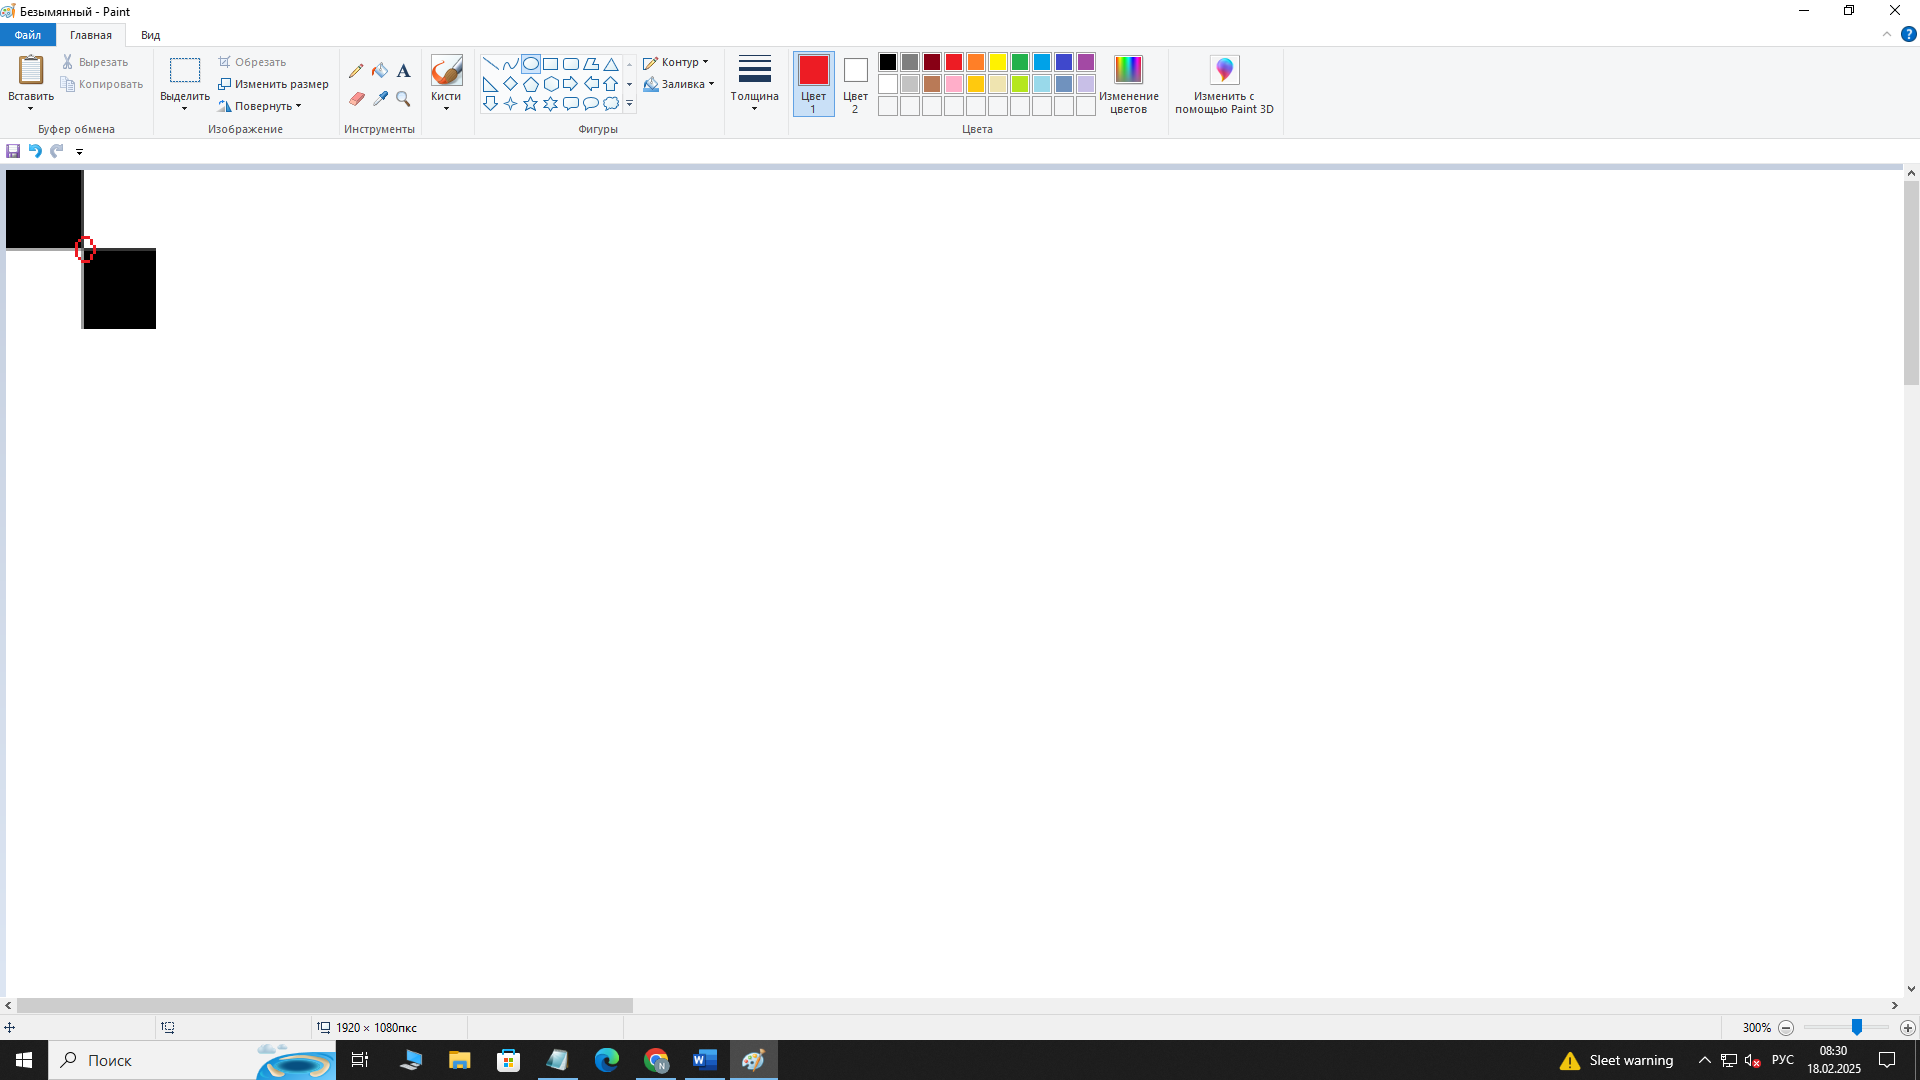 Безымянный - Paint
Файл
Главная
Вид
Вставить
Вырезать
Копировать
Буфер обмена
Выделить
Обрезать
Изменить размер
Повернуть
Изображение
A
Инструменты
Кисти
Фигуры
Контур
Заливка
Толщина
Цвет
1
Цвет
2
Цвета
Изменение
цветов
Изменить с
помощью Paint 3D
?
1920 × 1080пкс
300%
Поиск
N
W
Sleet warning
РУС
08:30
18.02.2025